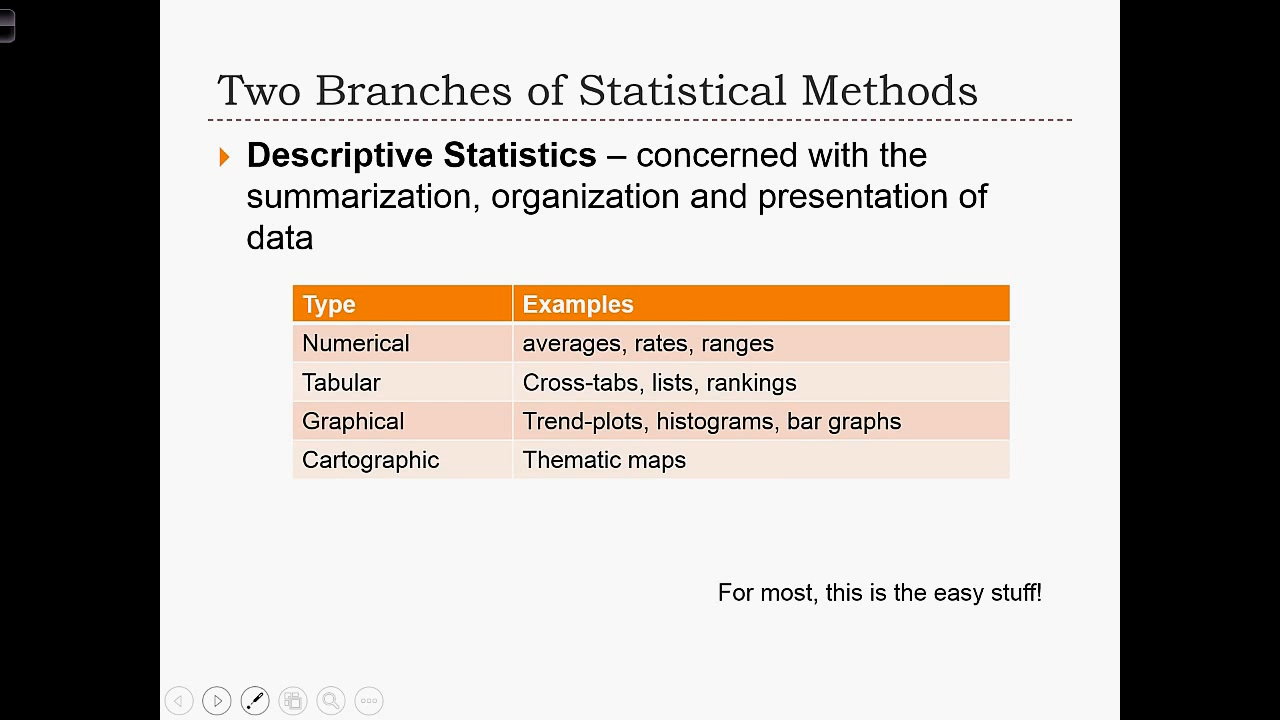 Two Branches of Statistical Methods
Descriptive Statistics – concerned with the
summarization, organization and presentation of
data
Type Examples
Numerical averages, rates, ranges
Tabular Cross-tabs, lists, rankings
Graphical Trend-plots, histograms, bar graphs
Cartographic Thematic maps
For most, this is the easy stuff!